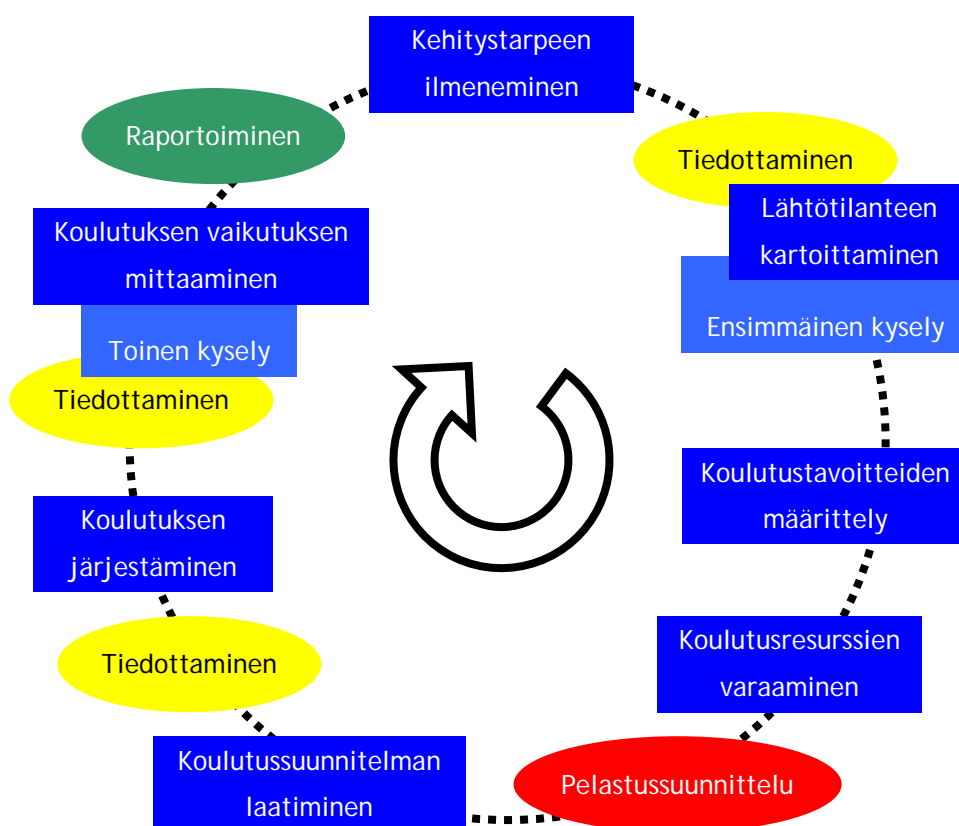 Kehitystarpeen
ilmeneminen
Tiedottaminen
Lähtötilanteen
kartoittaminen
Ensimmäinen kysely
Koulutustavoitteiden
määrittely
Koulutusresurssien
varaaminen
Pelastussuunnittelu
Koulutussuunnitelman
laatiminen
Tiedottaminen
Koulutuksen
järjestäminen
Tiedottaminen
Toinen kysely
Koulutuksen vaikutuksen
mittaaminen
Raportoiminen